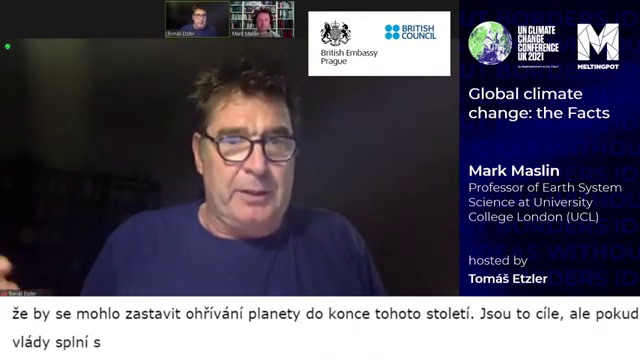 Tomáš Etzler
Mark Maslin
British Embassy
Prague
BRITISH
COUNCIL
UN CLIMATE
CHANGE
CONFERENCE
UK 2021
MELTINGPOT
Global climate
change: the Facts
Mark Maslin
Professor of Earth System
Science at University
College London (UCL)
hosted by
Tomáš Etzler
Tomáš Etzler
že by se mohlo zastavit ohřívání planety do konce tohoto století. Jsou to cíle, ale pokud
vlády splní s